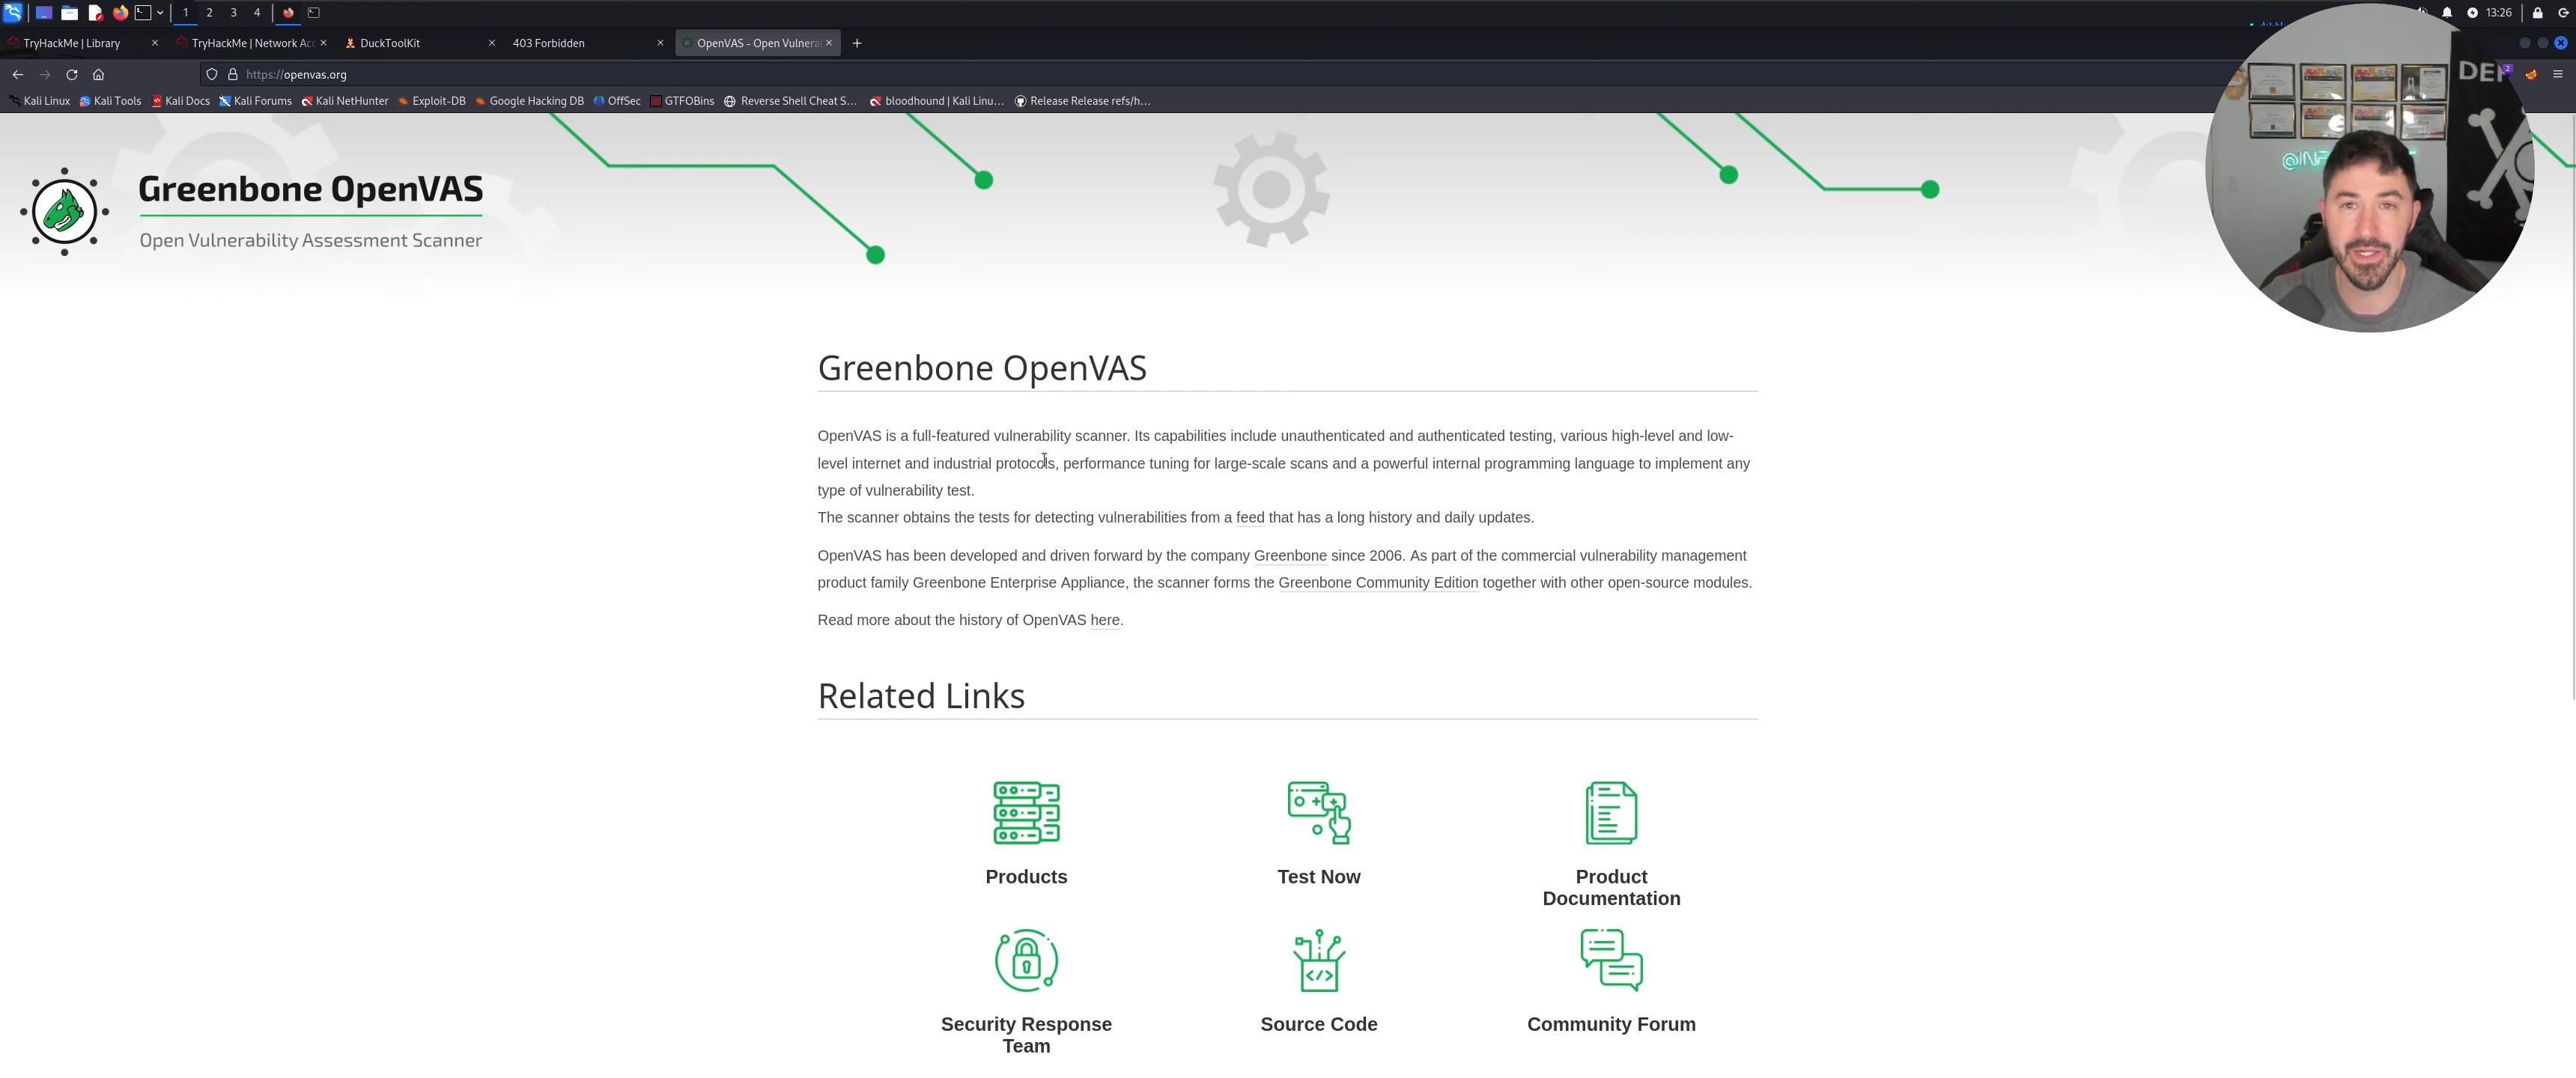 1 2 3 4 13:26
TryHackMe | Library TryHackMe | Network Acc DuckToolKit 403 Forbidden OpenVAS - Open Vulnera
https://openvas.org
Kali Linux Kali Tools Kali Docs Kali Forums Kali NetHunter Exploit-DB Google Hacking DB OffSec GTFOBins Reverse Shell Cheat S... bloodhound | Kali Linu... Release Release refs/h...
DEF
2
@INF
Greenbone OpenVAS
Open Vulnerability Assessment Scanner
Greenbone OpenVAS
OpenVAS is a full-featured vulnerability scanner. Its capabilities include unauthenticated and authenticated testing, various high-level and low-
level internet and industrial protocols, performance tuning for large-scale scans and a powerful internal programming language to implement any
type of vulnerability test.
The scanner obtains the tests for detecting vulnerabilities from a feed that has a long history and daily updates.
OpenVAS has been developed and driven forward by the company Greenbone since 2006. As part of the commercial vulnerability management
product family Greenbone Enterprise Appliance, the scanner forms the Greenbone Community Edition together with other open-source modules.
Read more about the history of OpenVAS here.
Related Links
Products Test Now Product
Documentation
Security Response Source Code Community Forum
Team